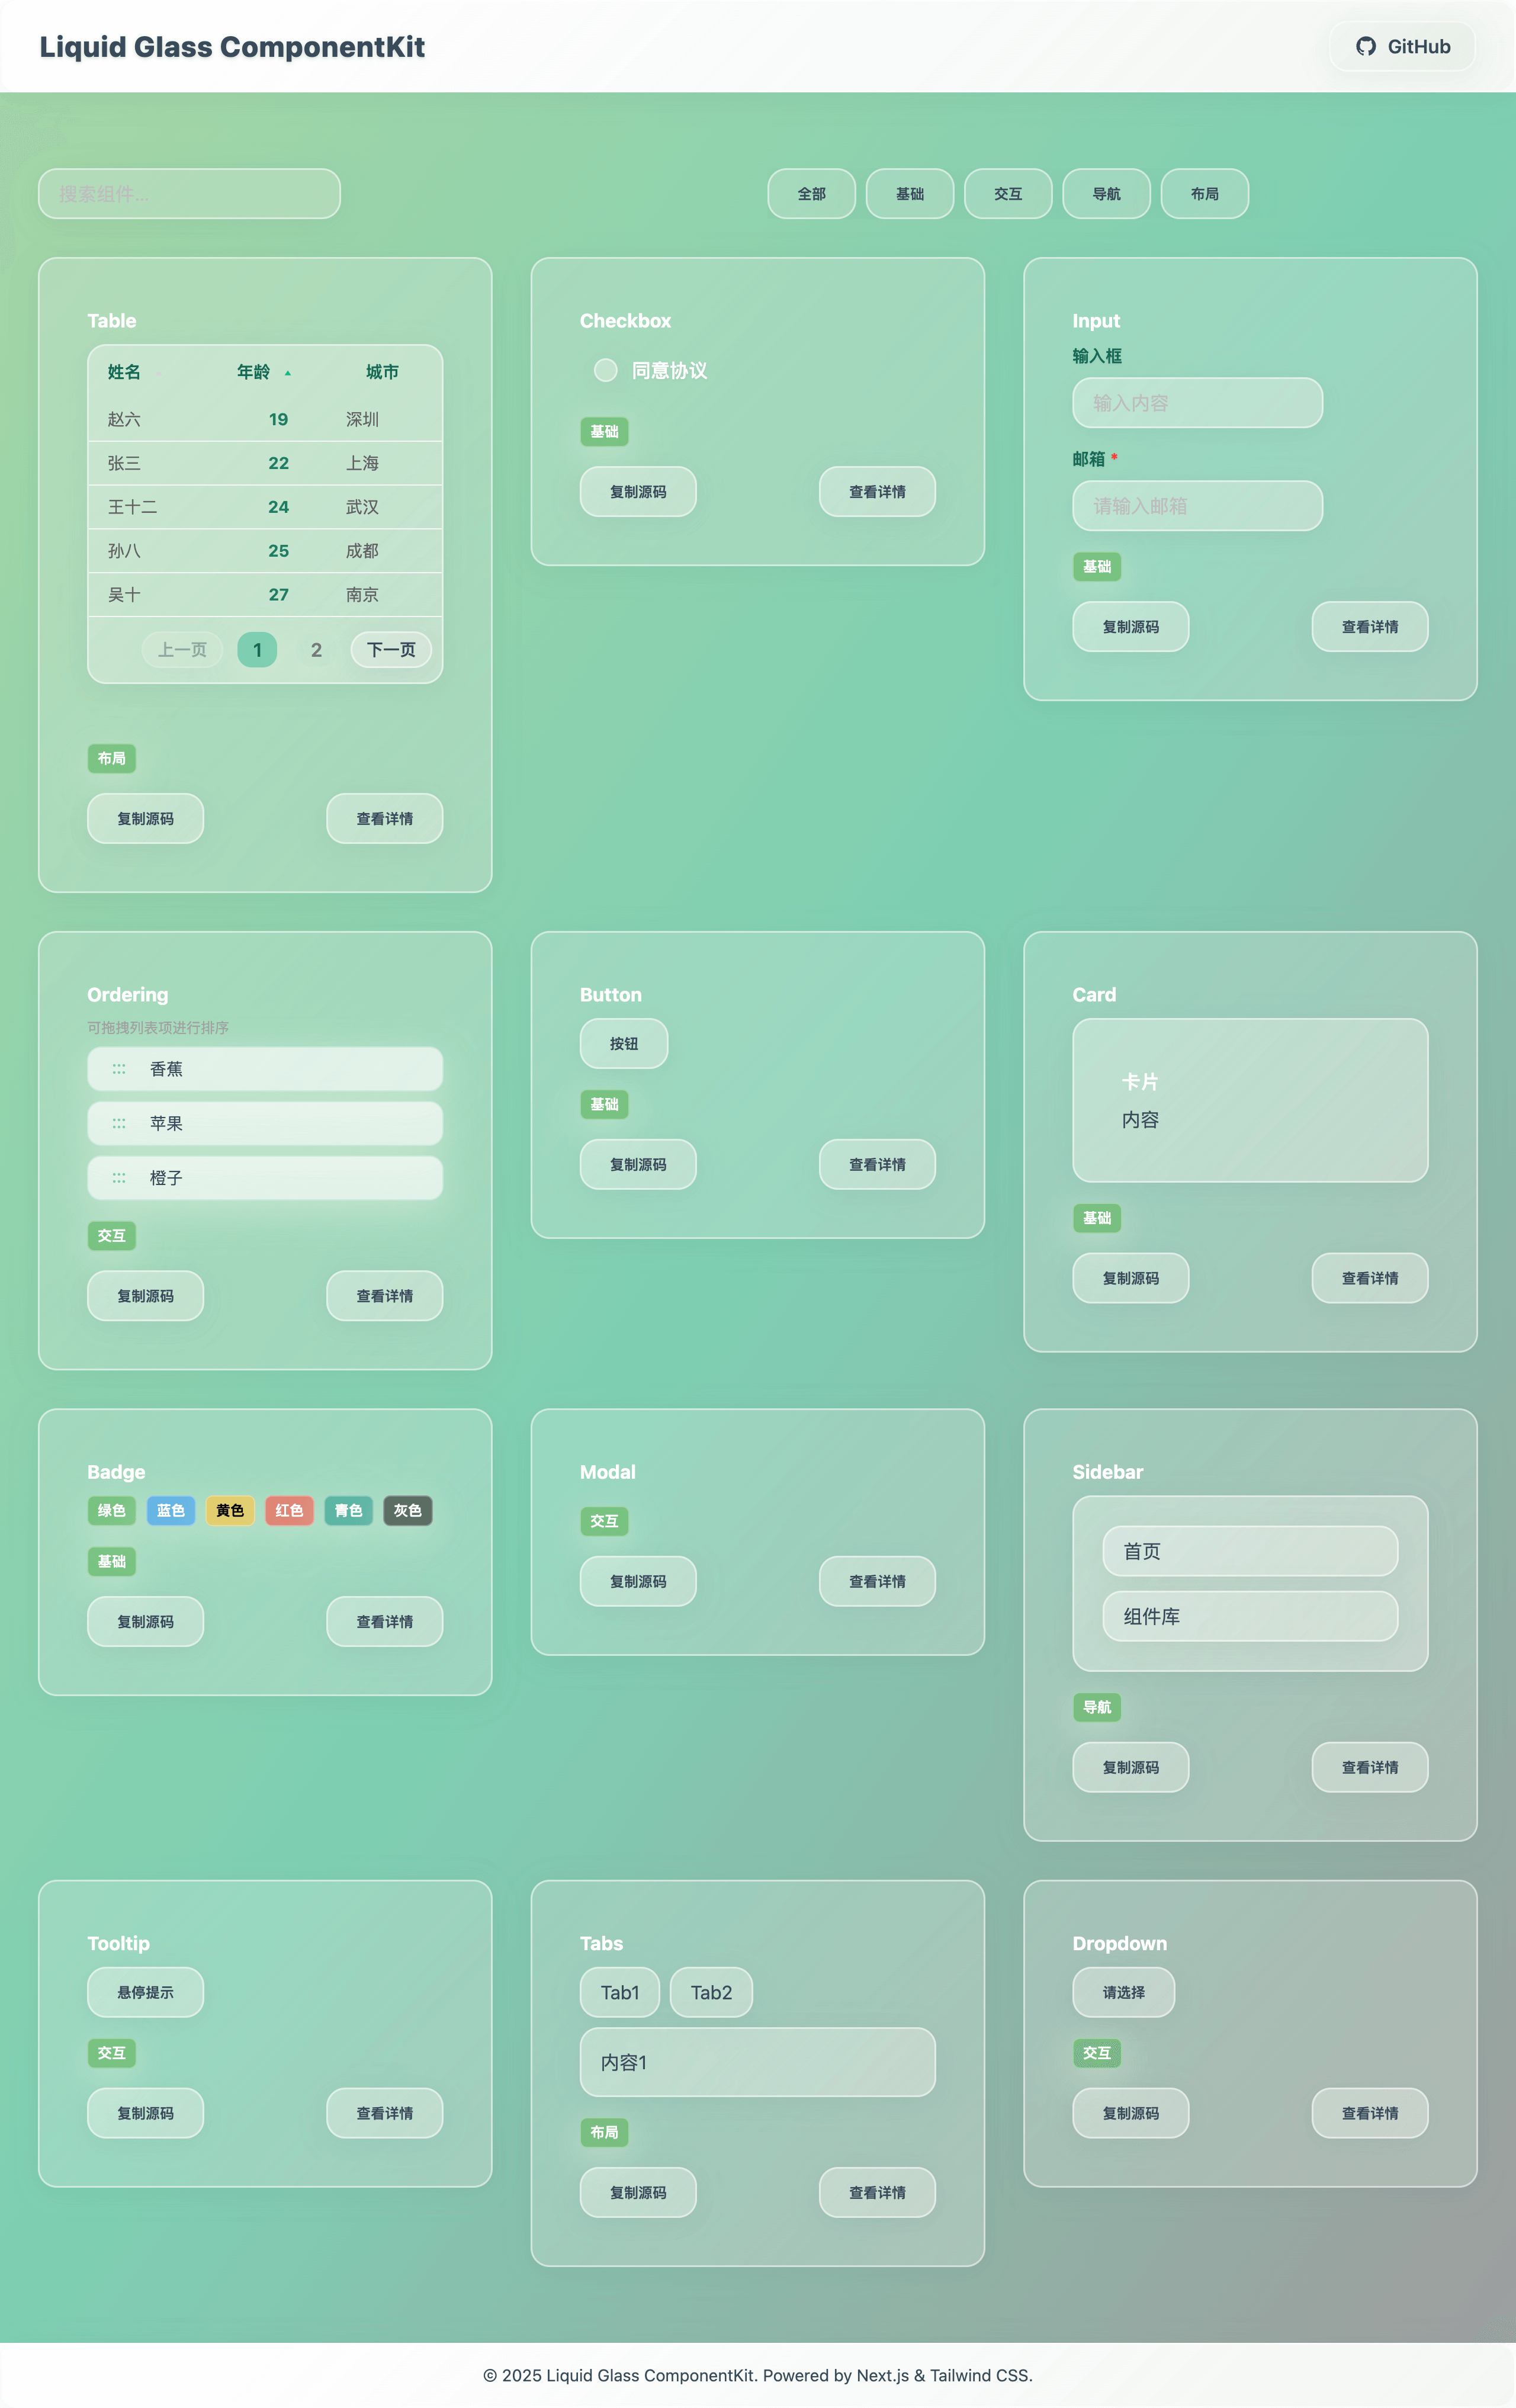 Liquid Glass ComponentKit
GitHub
搜索组件...
全部 基础 交互 导航 布局
Table
姓名 年龄 城市
赵六 19 深圳
张三 22 上海
王十二 24 武汉
孙八 25 成都
吴十 27 南京
上一页 1 2 下一页
布局
复制源码 查看详情
Checkbox
同意协议
基础
复制源码 查看详情
Input
输入框
输入内容
邮箱 *
请输入邮箱
基础
复制源码 查看详情
Ordering
可拖拽列表项进行排序
香蕉
苹果
橙子
交互
复制源码 查看详情
Button
按钮
基础
复制源码 查看详情
Card
卡片
内容
基础
复制源码 查看详情
Badge
绿色 蓝色 黄色 红色 青色 灰色
基础
复制源码 查看详情
Modal
交互
复制源码 查看详情
Sidebar
首页
组件库
导航
复制源码 查看详情
Tooltip
悬停提示
交互
复制源码 查看详情
Tabs
Tab1 Tab2
内容1
布局
复制源码 查看详情
Dropdown
请选择
交互
复制源码 查看详情
© 2025 Liquid Glass ComponentKit. Powered by Next.js & Tailwind CSS.